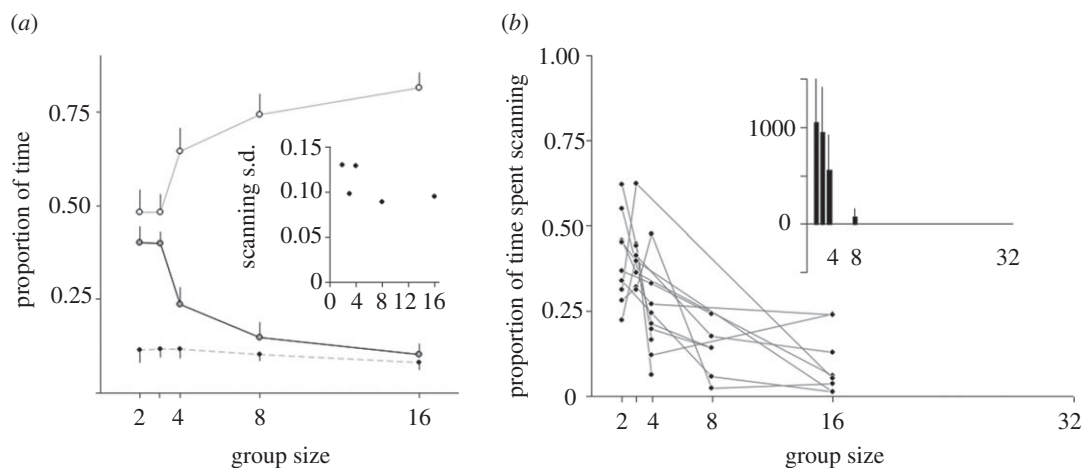 (a)
proportion of time
0.75
0.50
0.25
2 4 8 16
group size
scanning s.d.
0.15
0.10
0.05
0
0 4 8 12 16
(b)
proportion of time spent scanning
1.00
0.75
0.50
0.25
0
2 4 8 16 32
group size
1000
0
4 8 32